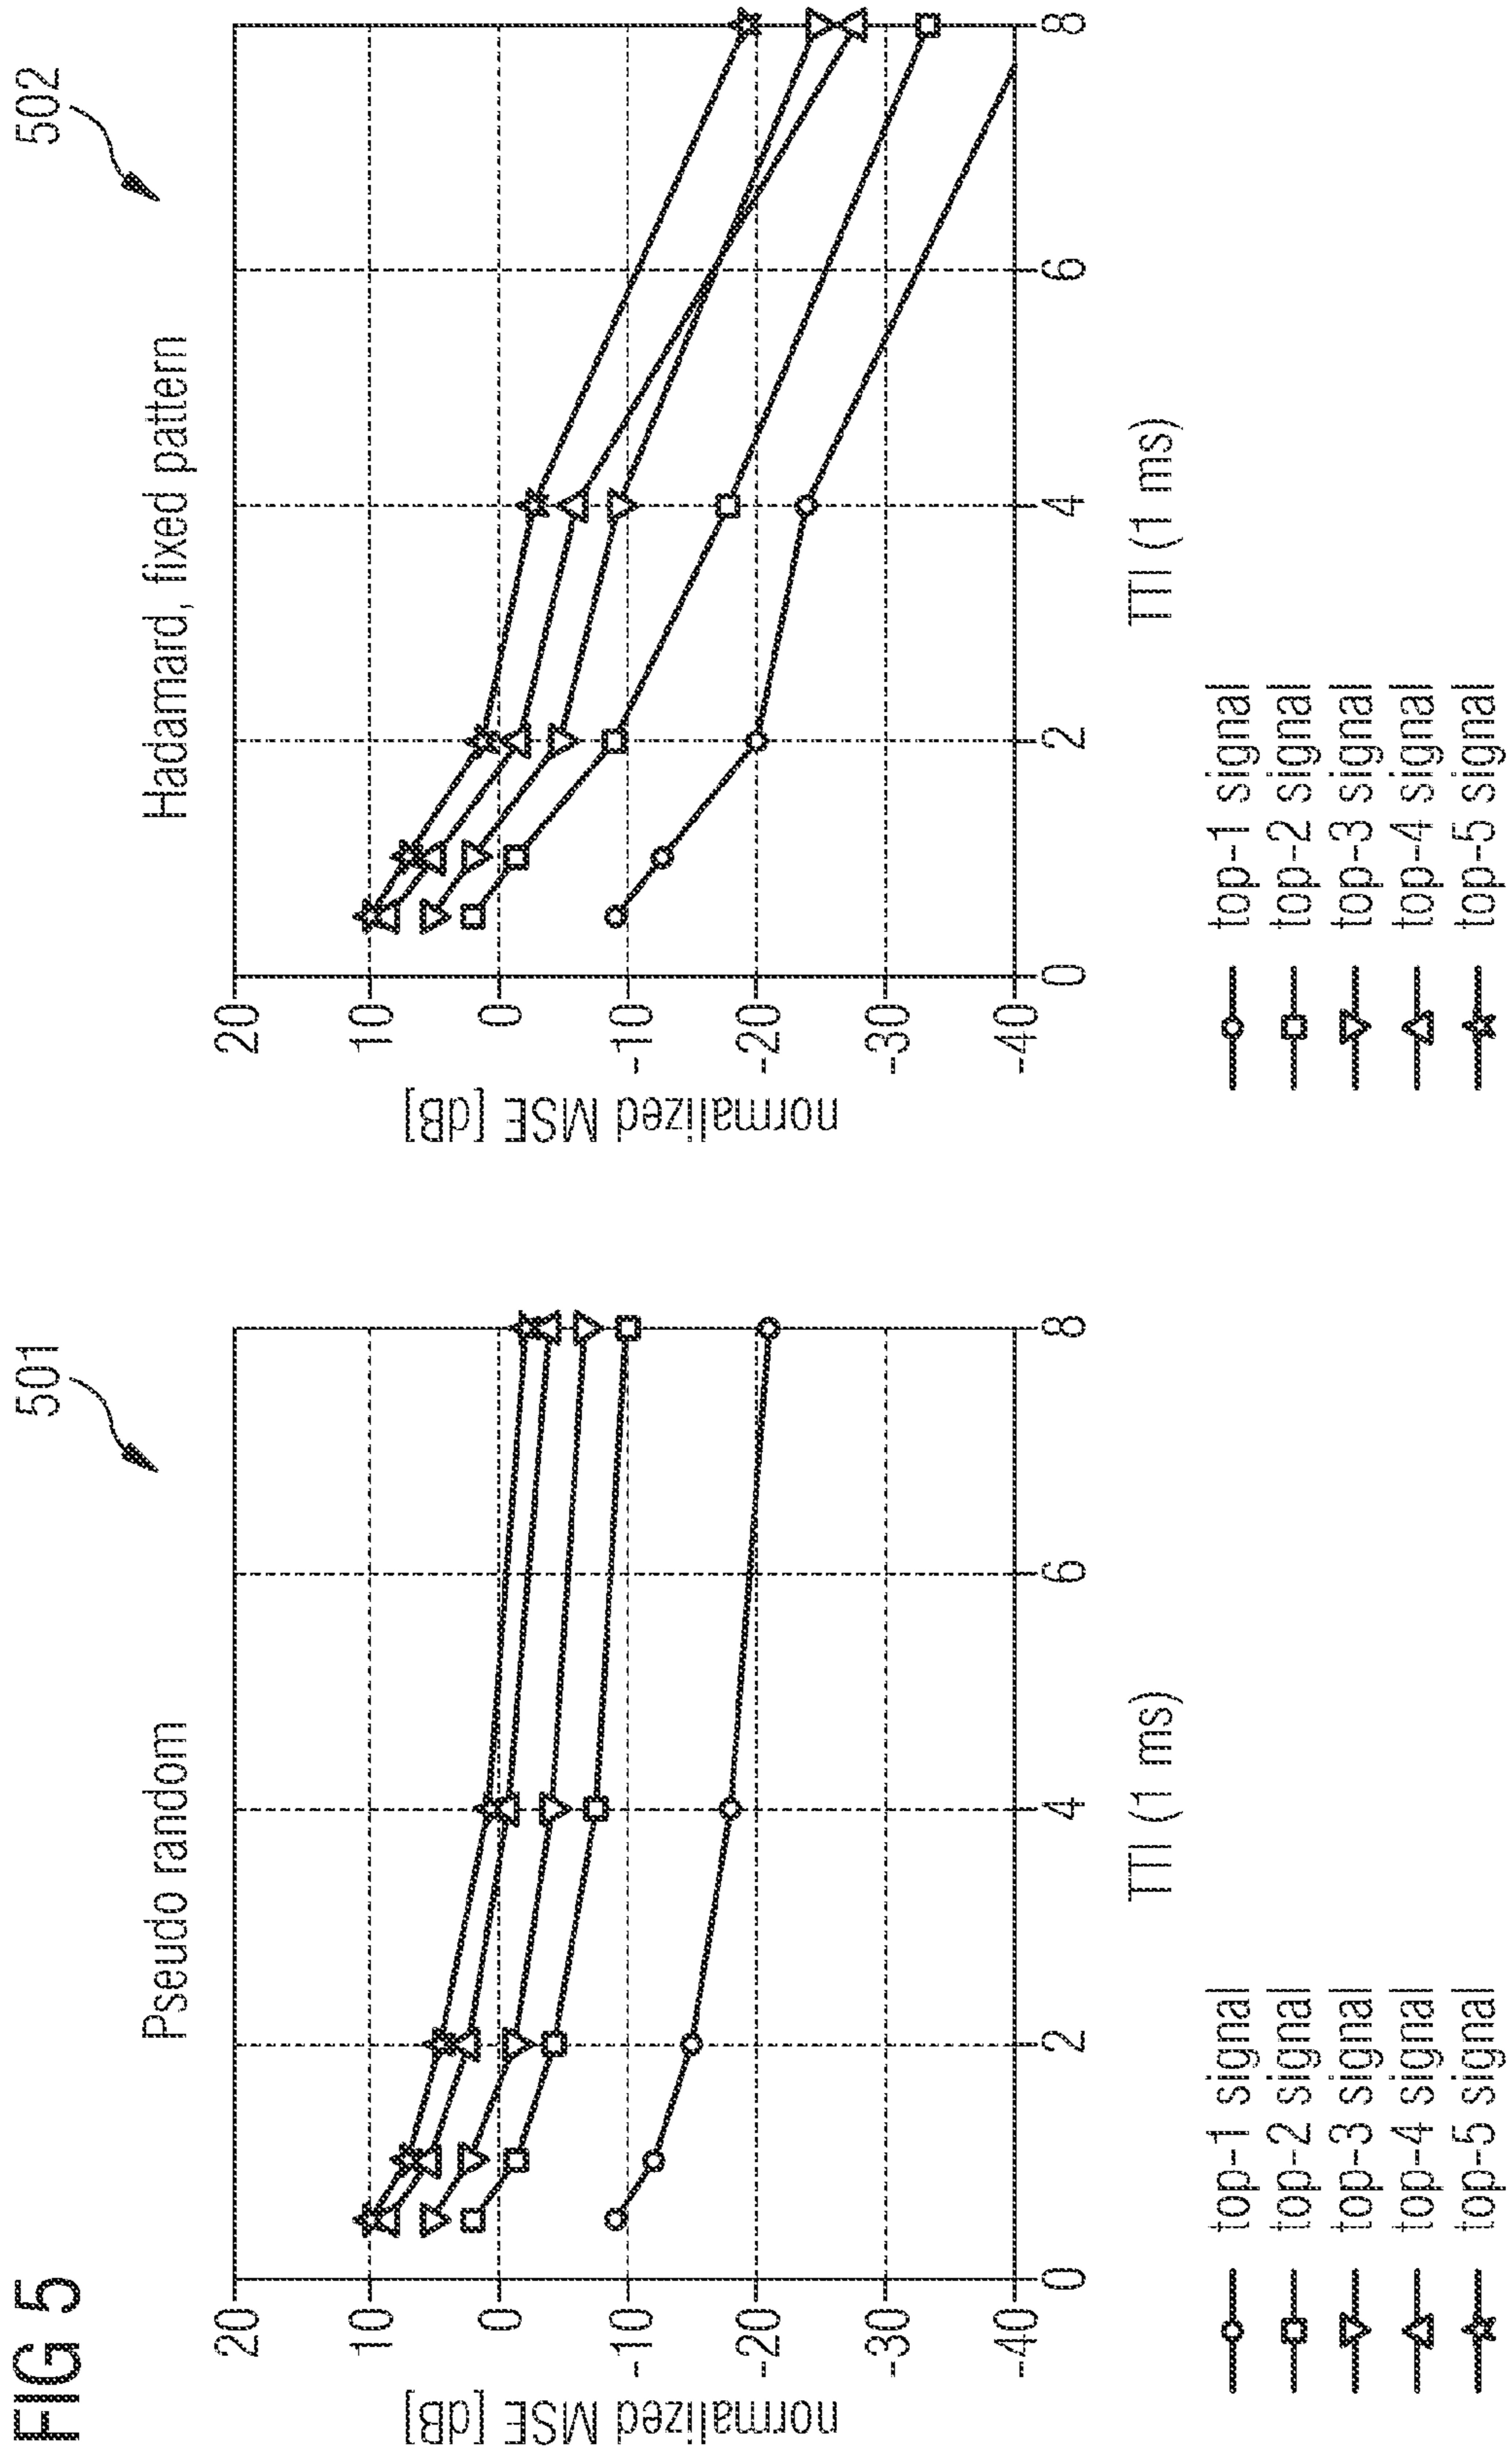 FIG 5
501
Pseudo random
normalized MSE [dB]
20
10
0
-10
-20
-30
-40
0
2
4
6
8
TTI (1 ms)
top-1 signal
top-2 signal
top-3 signal
top-4 signal
top-5 signal
502
Hadamard, fixed pattern
normalized MSE [dB]
20
10
0
-10
-20
-30
-40
0
2
4
6
8
TTI (1 ms)
top-1 signal
top-2 signal
top-3 signal
top-4 signal
top-5 signal